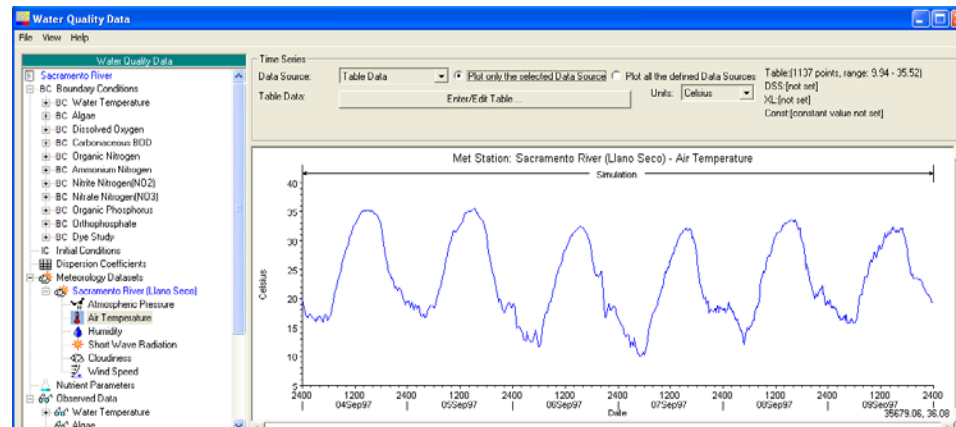 Water Quality Data
File View Help
Water Quality Data
Sacramento River
BC Boundary Conditions
BC Water Temperature
BC Algae
BC Dissolved Oxygen
BC Carbonaceous BOD
BC Organic Nitrogen
BC Ammonium Nitrogen
BC Nitrite Nitrogen(NO2)
BC Nitrate Nitrogen(NO3)
BC Organic Phosphorus
BC Orthophosphate
BC Dye Study
IC Initial Conditions
Dispersion Coefficients
Meteorology Datasets
Sacramento River (Llano Seco)
Atmospheric Pressure
Air Temperature
Humidity
Short Wave Radiation
Cloudiness
Wind Speed
Nutrient Parameters
Observed Data
Water Temperature
Algae
Time Series
Data Source: Table Data Plot only the selected Data Source Plot all the defined Data Sources
Table Data: Enter/Edit Table ... Units: Celsius
Table:(1137 points, range: 9.94 - 35.52)
DSS:[not set]
XL:[not set]
Const:[constant value not set]
Met Station: Sacramento River (Llano Seco) - Air Temperature
Simulation
40
35
30
25
20
15
10
5
Celsius
2400 1200 2400 1200 2400 1200 2400 1200 2400 1200 2400 1200 2400
04Sep97 05Sep97 06Sep97 07Sep97 08Sep97 09Sep97
Date
35679.06, 36.08